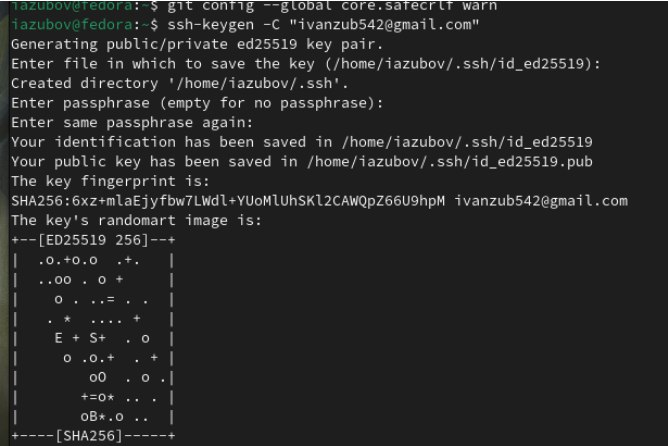 iazubov@fedora:~$ git config --global core.safecrlf warn
iazubov@fedora:~$ ssh-keygen -C "ivanzub542@gmail.com"
Generating public/private ed25519 key pair.
Enter file in which to save the key (/home/iazubov/.ssh/id_ed25519):
Created directory '/home/iazubov/.ssh'.
Enter passphrase (empty for no passphrase):
Enter same passphrase again:
Your identification has been saved in /home/iazubov/.ssh/id_ed25519
Your public key has been saved in /home/iazubov/.ssh/id_ed25519.pub
The key fingerprint is:
SHA256:6xz+mlaEjyfbw7LWdl+YUoMlUhSKl2CAWQpZ66U9hpM ivanzub542@gmail.com
The key's randomart image is:
+--[ED25519 256]--+
|  .o.+o.o  .+.   |
|  ..oo . o +     |
|    o . ..= . .  |
|   . *  .... +   |
|    E + S+  . o  |
|     o .o.+  . + |
|        oO  . o .|
|       +=o* .. . |
|       oB*.o ..  |
+----[SHA256]-----+